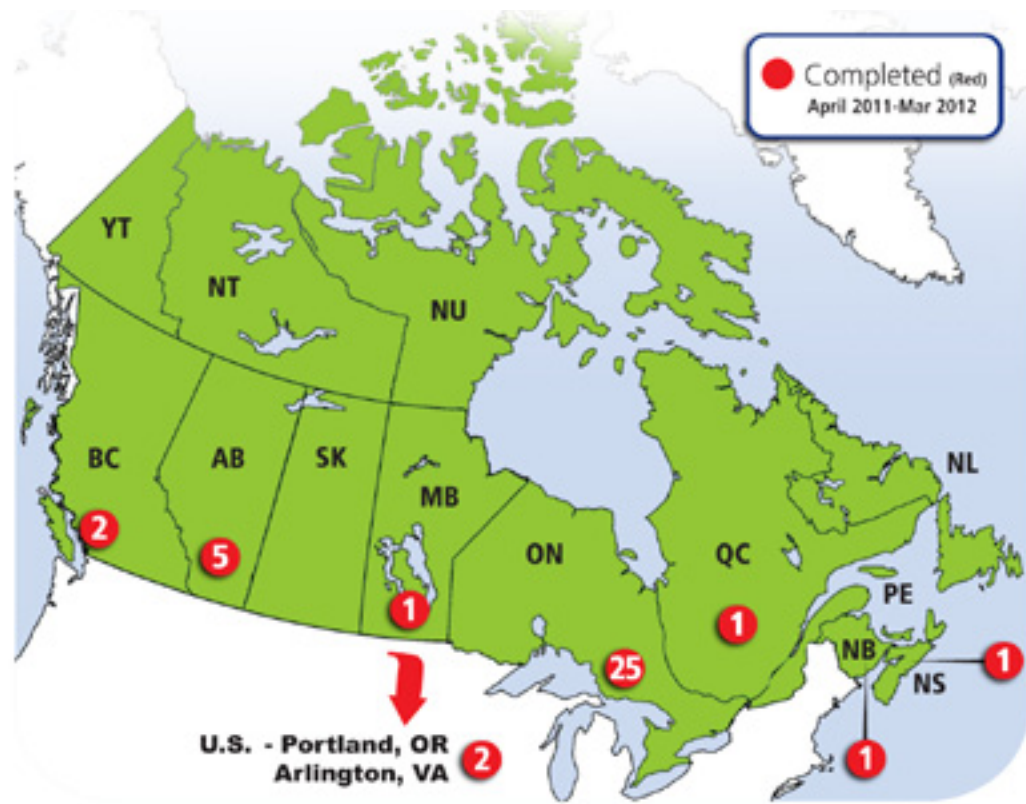 Completed (Red)
April 2011-Mar 2012
YT
NT
NU
BC
AB
SK
MB
ON
QC
NL
PE
NB
NS
2
5
1
25
1
1
1
U.S. - Portland, OR
Arlington, VA
2